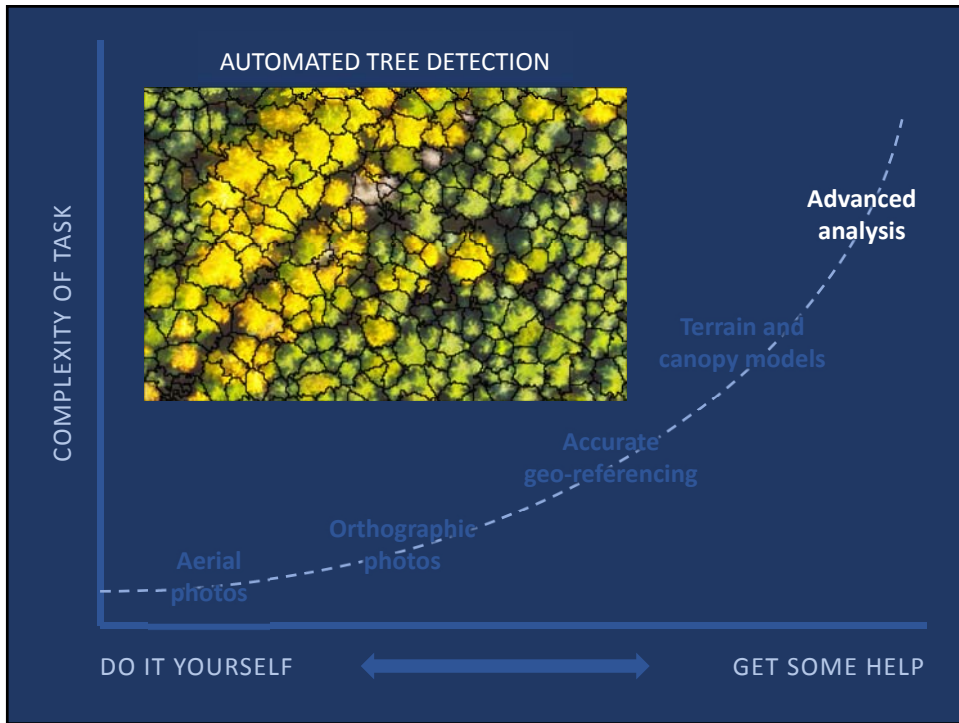 AUTOMATED TREE DETECTION
COMPLEXITY OF TASK
Advanced
analysis
Terrain and
canopy models
Accurate
geo-referencing
Orthographic
photos
Aerial
photos
DO IT YOURSELF
GET SOME HELP